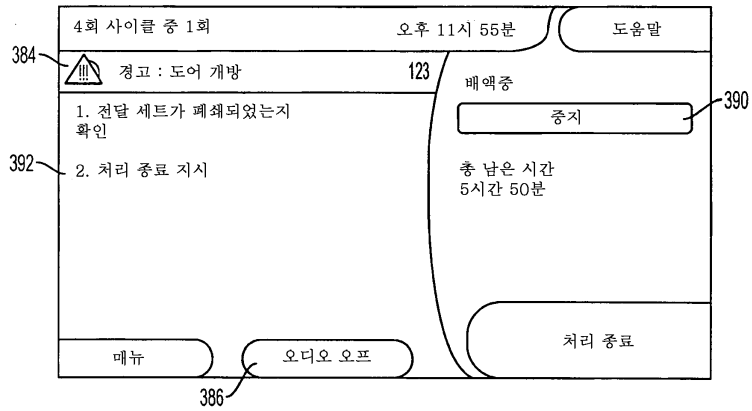 4회 사이클 중 1회
오후 11시 55분
도움말
384
!!!
경고 : 도어 개방
123
배액중
390
중지
1. 전달 세트가 폐쇄되었는지
확인
392
2. 처리 종료 지시
총 남은 시간
5시간 50분
매뉴
오디오 오프
처리 종료
386